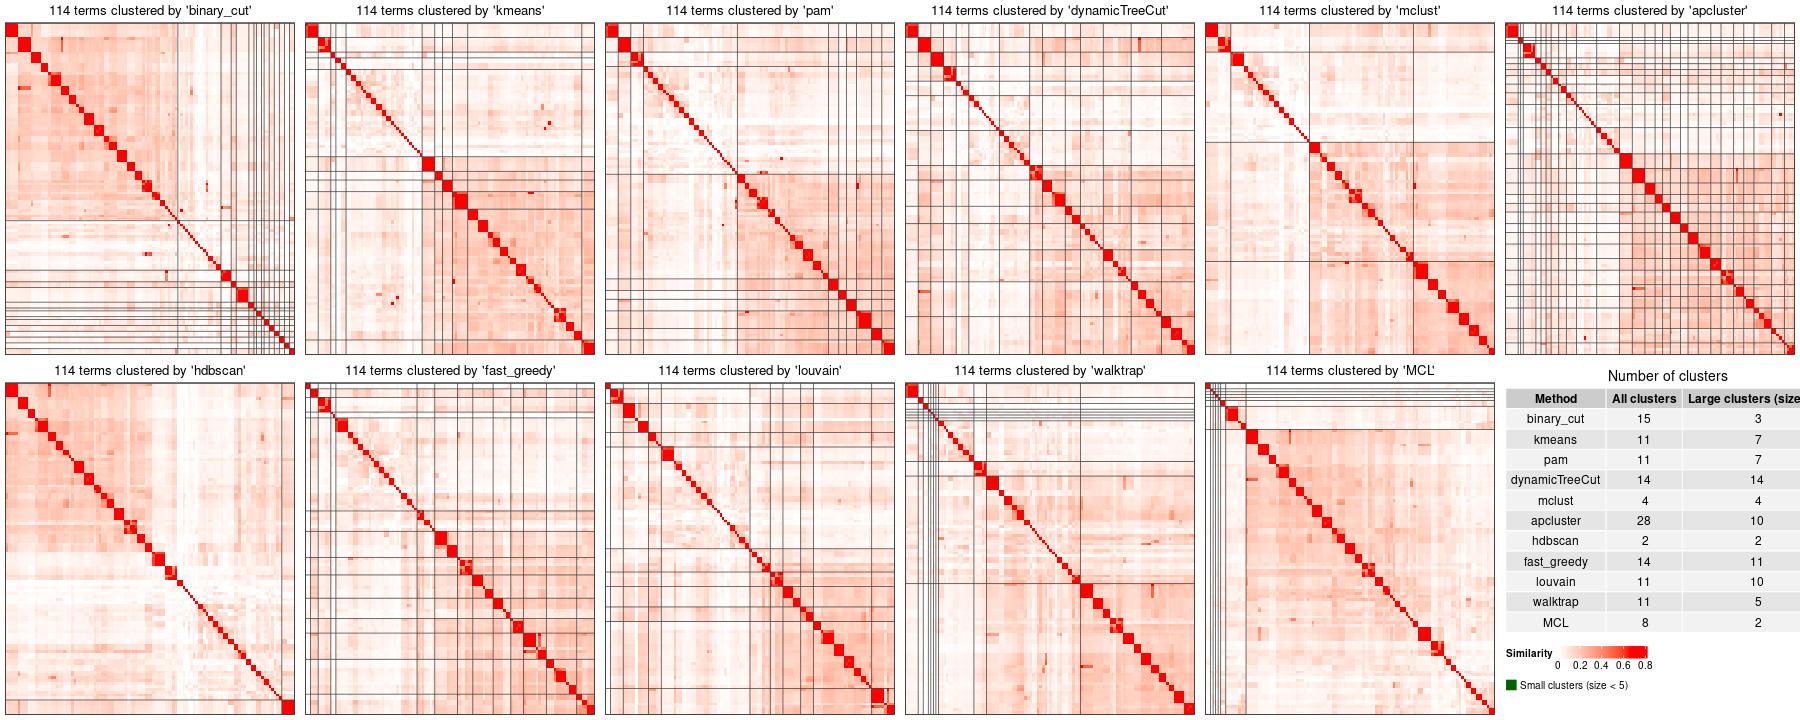 114 terms clustered by 'binary_cut'
114 terms clustered by 'kmeans'
114 terms clustered by 'pam'
114 terms clustered by 'dynamicTreeCut'
114 terms clustered by 'mclust'
114 terms clustered by 'apcluster'
114 terms clustered by 'hdbscan'
114 terms clustered by 'fast_greedy'
114 terms clustered by 'louvain'
114 terms clustered by 'walktrap'
114 terms clustered by 'MCL'
Number of clusters
Method All clusters Large clusters (size
binary_cut 15 3
kmeans 11 7
pam 11 7
dynamicTreeCut 14 14
mclust 4 4
apcluster 28 10
hdbscan 2 2
fast_greedy 14 11
louvain 11 10
walktrap 11 5
MCL 8 2
Similarity
0 0.2 0.4 0.6 0.8
Small clusters (size < 5)